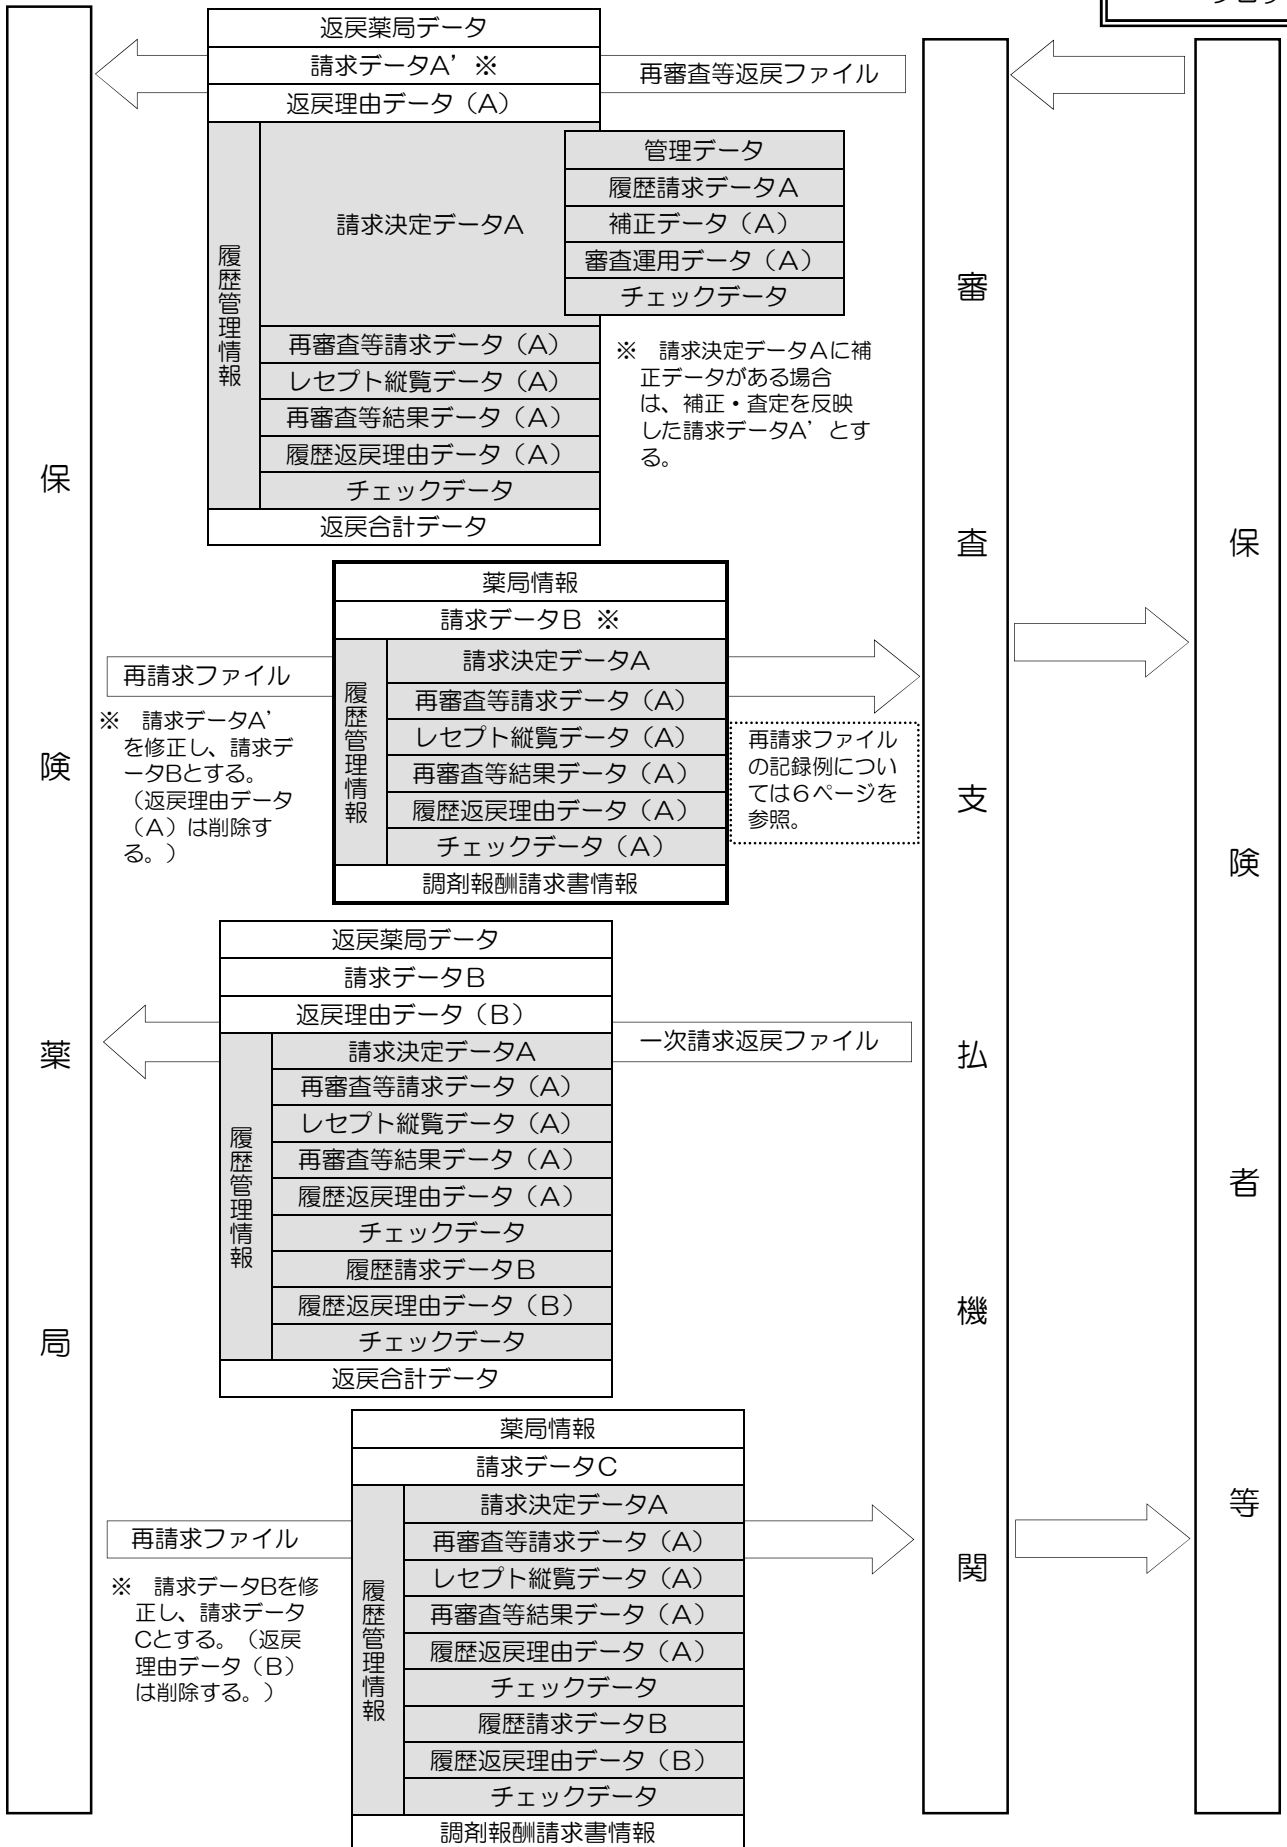 返戻薬局データ
請求データA’ ※
返戻理由データ（A）
再審査等返戻ファイル
履歴管理情報
請求決定データA
管理データ
履歴請求データA
補正データ（A）
審査運用データ（A）
チェックデータ
再審査等請求データ（A）
レセプト縦覧データ（A）
再審査等結果データ（A）
履歴返戻理由データ（A）
チェックデータ
返戻合計データ
※　請求決定データAに補
正データがある場合
は、補正・査定を反映
した請求データA’とす
る。
保険薬局
審査支払機関
保険者等
薬局情報
請求データB ※
履歴管理情報
請求決定データA
再審査等請求データ（A）
レセプト縦覧データ（A）
再審査等結果データ（A）
履歴返戻理由データ（A）
チェックデータ（A）
調剤報酬請求書情報
再請求ファイル
※　請求データA’
を修正し、請求デ
ータBとする。
（返戻理由データ
（A）は削除す
る。）
再請求ファイル
の記録例につい
ては6ページを
参照。
返戻薬局データ
請求データB
返戻理由データ（B）
一次請求返戻ファイル
履歴管理情報
請求決定データA
再審査等請求データ（A）
レセプト縦覧データ（A）
再審査等結果データ（A）
履歴返戻理由データ（A）
チェックデータ
履歴請求データB
履歴返戻理由データ（B）
チェックデータ
返戻合計データ
薬局情報
請求データC
履歴管理情報
請求決定データA
再審査等請求データ（A）
レセプト縦覧データ（A）
再審査等結果データ（A）
履歴返戻理由データ（A）
チェックデータ
履歴請求データB
履歴返戻理由データ（B）
チェックデータ
調剤報酬請求書情報
再請求ファイル
※　請求データBを修
正し、請求データ
Cとする。（返戻
理由データ（B）
は削除する。）